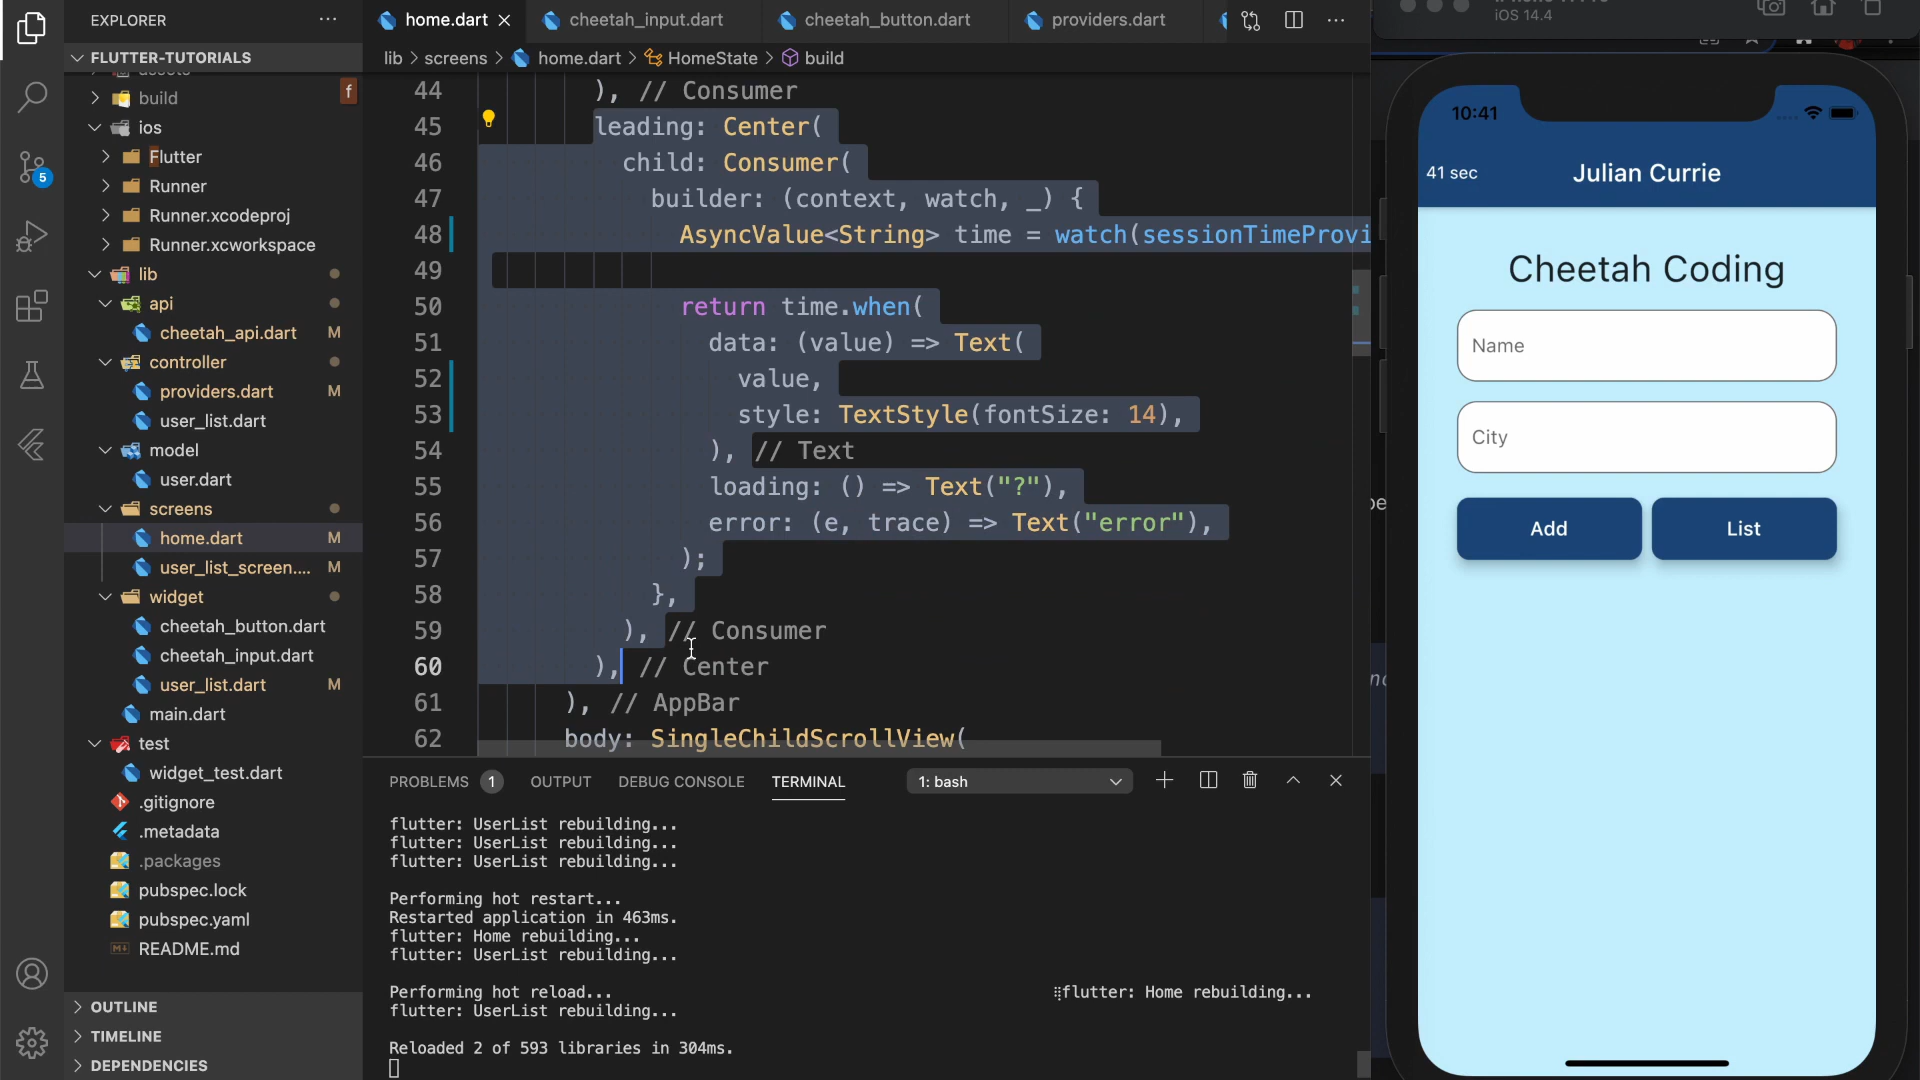 EXPLORER
FLUTTER-TUTORIALS
assets
build
f
ios
Flutter
Runner
Runner.xcodeproj
Runner.xcworkspace
lib
api
cheetah_api.dart M
controller
providers.dart M
user_list.dart
model
user.dart
screens
home.dart M
user_list_screen.... M
widget
cheetah_button.dart
cheetah_input.dart
user_list.dart M
main.dart
test
widget_test.dart
.gitignore
.metadata
.packages
pubspec.lock
pubspec.yaml
README.md
OUTLINE
TIMELINE
DEPENDENCIES
5
home.dart
cheetah_input.dart
cheetah_button.dart
providers.dart
lib > screens > home.dart > HomeState > build
44 ), // Consumer
45 leading: Center(
46 child: Consumer(
47 builder: (context, watch, _) {
48 AsyncValue<String> time = watch(sessionTimeProvi
49
50 return time.when(
51 data: (value) => Text(
52 value,
53 style: TextStyle(fontSize: 14),
54 ), // Text
55 loading: () => Text("?"),
56 error: (e, trace) => Text("error"),
57 );
58 },
59 ), // Consumer
60 ), // Center
61 ), // AppBar
62 body: SingleChildScrollView(
PROBLEMS 1 OUTPUT DEBUG CONSOLE TERMINAL 1: bash
flutter: UserList rebuilding...
flutter: UserList rebuilding...
flutter: UserList rebuilding...
Performing hot restart...
Restarted application in 463ms.
flutter: Home rebuilding...
flutter: UserList rebuilding...
Performing hot reload... flutter: Home rebuilding...
flutter: UserList rebuilding...
Reloaded 2 of 593 libraries in 304ms.
iOS 14.4
10:41
41 sec
Julian Currie
Cheetah Coding
Name
City
Add
List